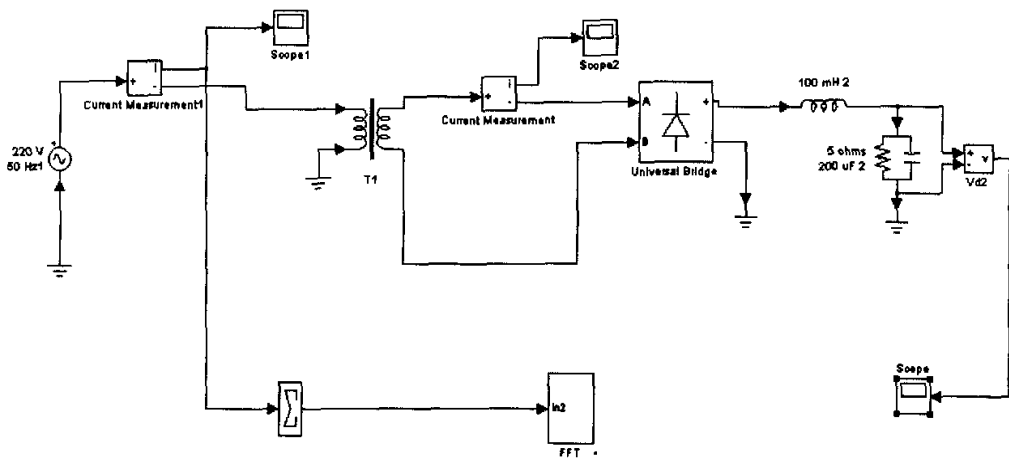 Scope1
Scope2
i
+
-
Current Measurement1
i
+
-
Current Measurement
220 V
50 Hz1
+
T1
A
B
+
-
Universal Bridge
100 mH 2
5 ohms
200 uF 2
+
-
v
Vd2
Scope
Σ
In2
FFT